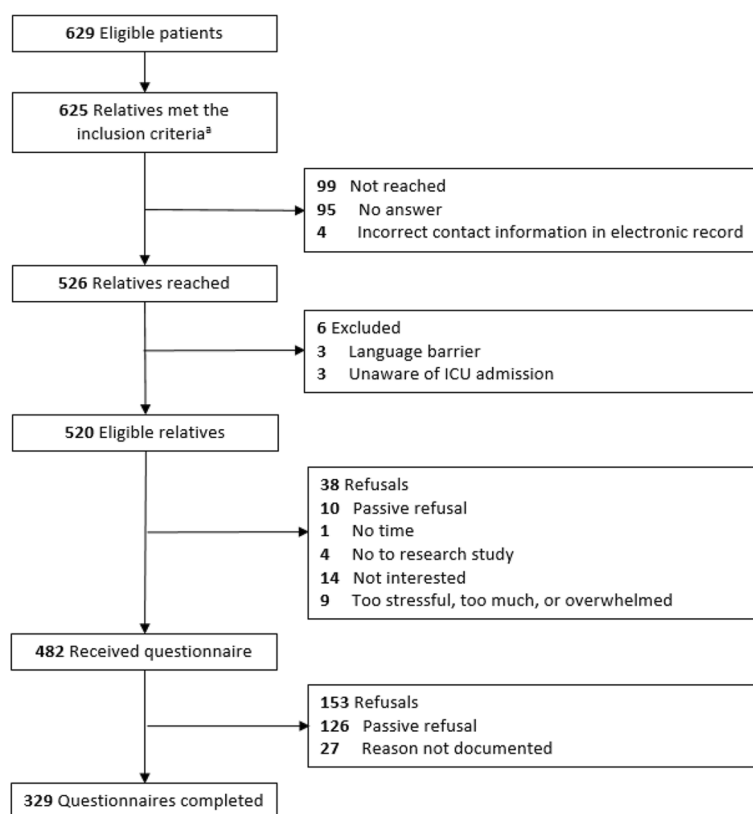 629 Eligible patients
625 Relatives met the
inclusion criteriaª
99 Not reached
95 No answer
4 Incorrect contact information in electronic record
526 Relatives reached
6 Excluded
3 Language barrier
3 Unaware of ICU admission
520 Eligible relatives
38 Refusals
10 Passive refusal
1 No time
4 No to research study
14 Not interested
9 Too stressful, too much, or overwhelmed
482 Received questionnaire
153 Refusals
126 Passive refusal
27 Reason not documented
329 Questionnaires completed